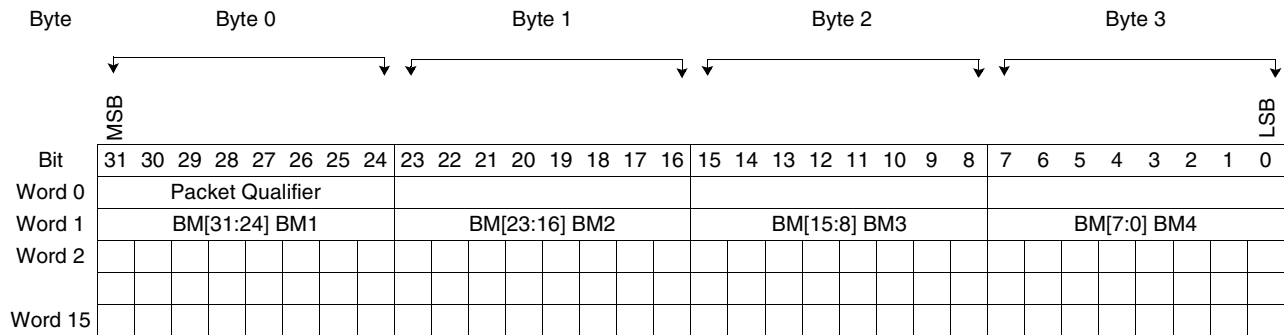 Byte Byte 0 Byte 1 Byte 2 Byte 3
MSB LSB
Bit 31 30 29 28 27 26 25 24 23 22 21 20 19 18 17 16 15 14 13 12 11 10 9 8 7 6 5 4 3 2 1 0
Word 0 Packet Qualifier
Word 1 BM[31:24] BM1 BM[23:16] BM2 BM[15:8] BM3 BM[7:0] BM4
Word 2
Word 15